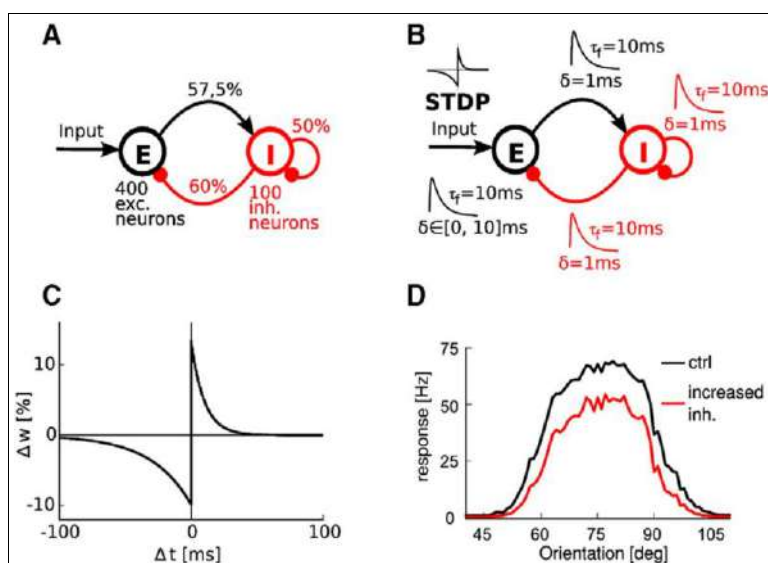 A
57,5%
50%
Input
E
I
60%
400
exc.
neurons
100
inh.
neurons
B
STDP
τf=10ms
δ=1ms
τf=10ms
δ=1ms
Input
E
I
τf=10ms
δ∈[0, 10]ms
τf=10ms
δ=1ms
C
10
0
-10
Δw [%]
-100
0
100
Δt [ms]
D
75
50
25
0
response [Hz]
ctrl
increased
inh.
45
60
75
90
105
Orientation [deg]